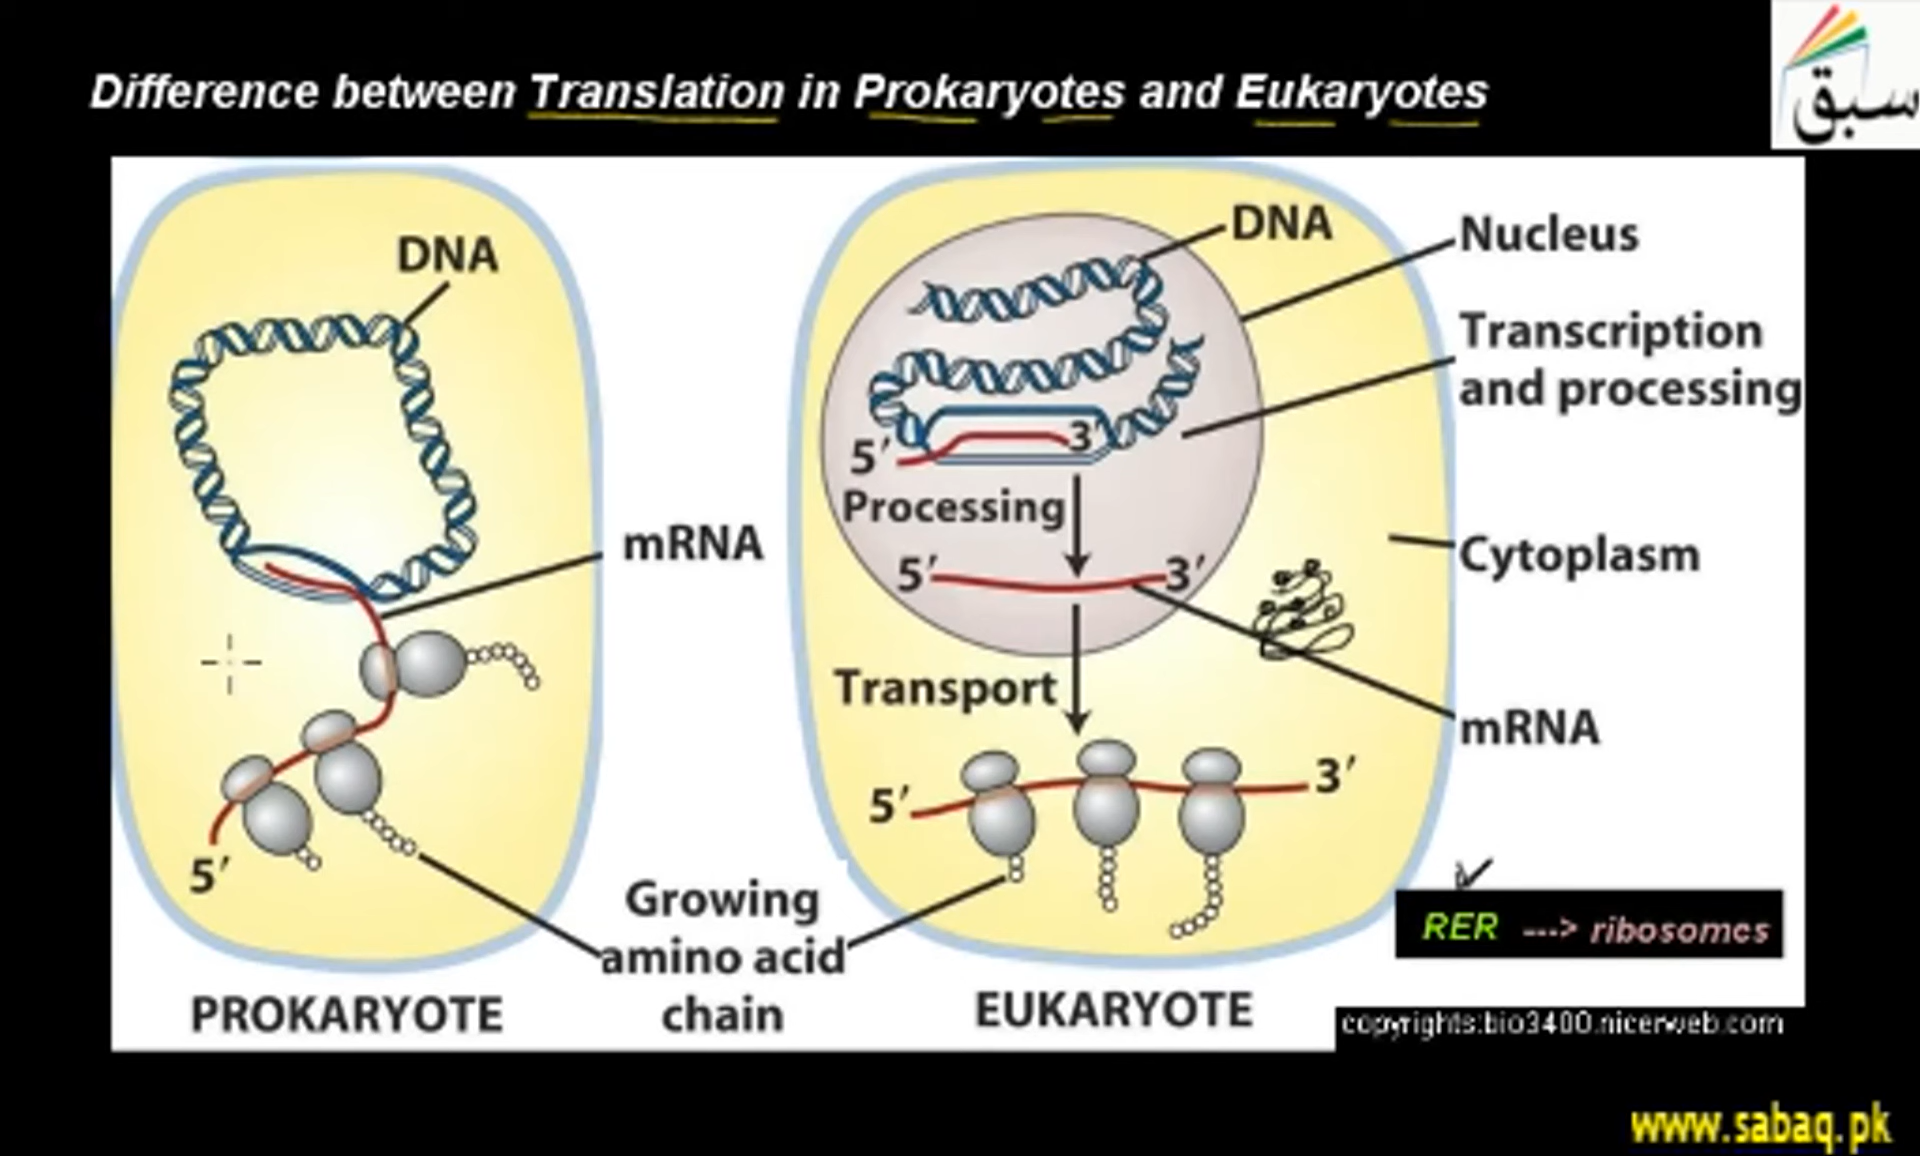 Difference between Translation in Prokaryotes and Eukaryotes
سبق
DNA
mRNA
5′
PROKARYOTE
Growing
amino acid
chain
DNA
Nucleus
Transcription
and processing
5′
3′
Processing
5′
3′
Cytoplasm
Transport
mRNA
5′
3′
EUKARYOTE
RER ---> ribosomes
copyrights:bio3400.nicerweb.com
www.sabaq.pk